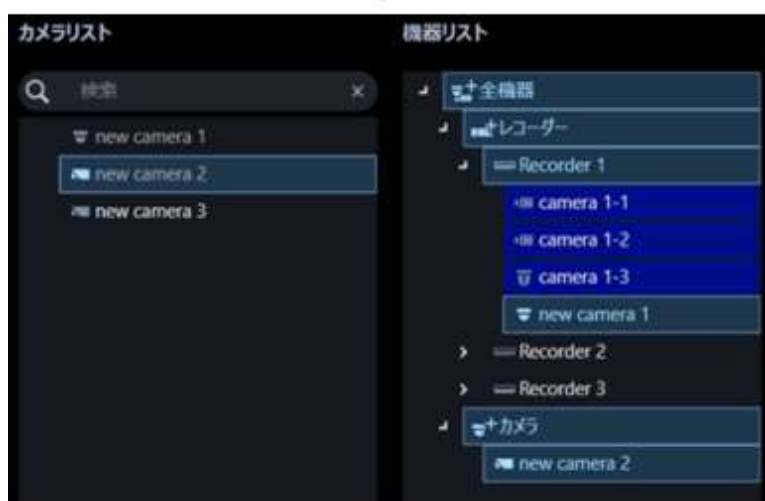 カメラリスト
検索
new camera 1
new camera 2
new camera 3
機器リスト
全機器
レコーダー
Recorder 1
camera 1-1
camera 1-2
camera 1-3
new camera 1
Recorder 2
Recorder 3
カメラ
new camera 2